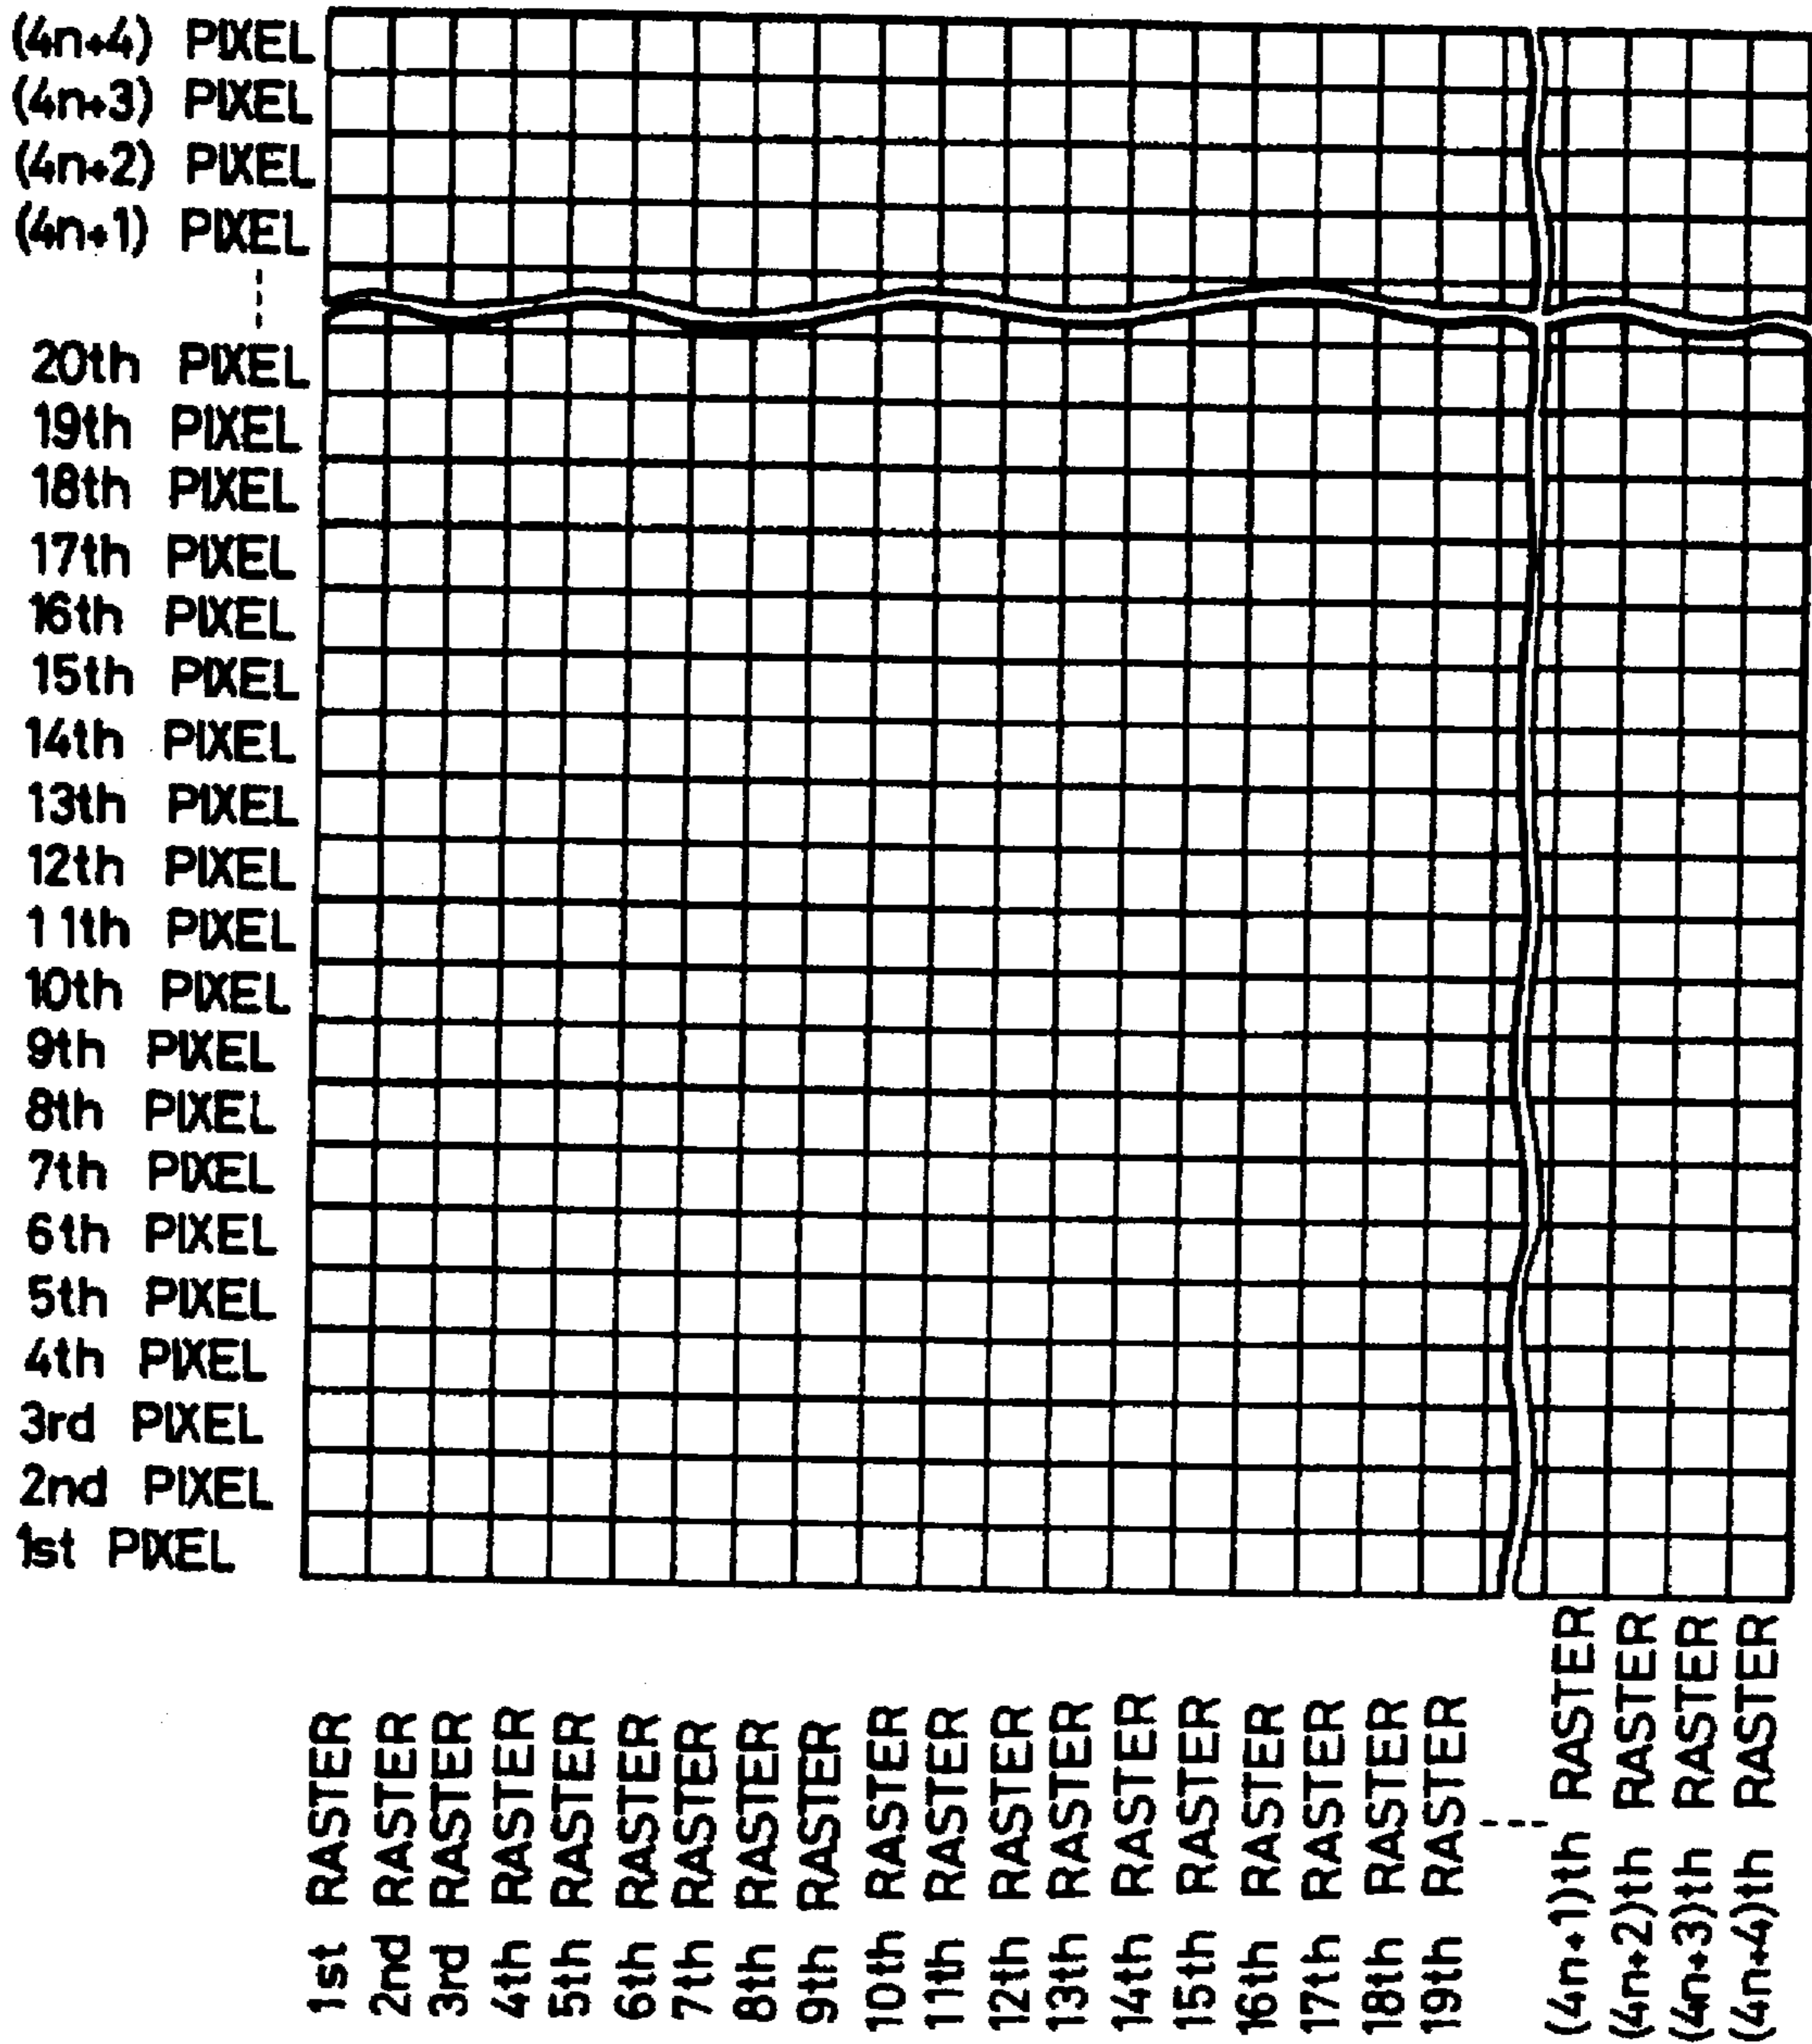 (4n+4) PIXEL
(4n+3) PIXEL
(4n+2) PIXEL
(4n+1) PIXEL
20th PIXEL
19th PIXEL
18th PIXEL
17th PIXEL
16th PIXEL
15th PIXEL
14th PIXEL
13th PIXEL
12th PIXEL
11th PIXEL
10th PIXEL
9th PIXEL
8th PIXEL
7th PIXEL
6th PIXEL
5th PIXEL
4th PIXEL
3rd PIXEL
2nd PIXEL
1st PIXEL
1st RASTER
2nd RASTER
3rd RASTER
4th RASTER
5th RASTER
6th RASTER
7th RASTER
8th RASTER
9th RASTER
10th RASTER
11th RASTER
12th RASTER
13th RASTER
14th RASTER
15th RASTER
16th RASTER
17th RASTER
18th RASTER
19th RASTER
(4n+1)th RASTER
(4n+2)th RASTER
(4n+3)th RASTER
(4n+4)th RASTER